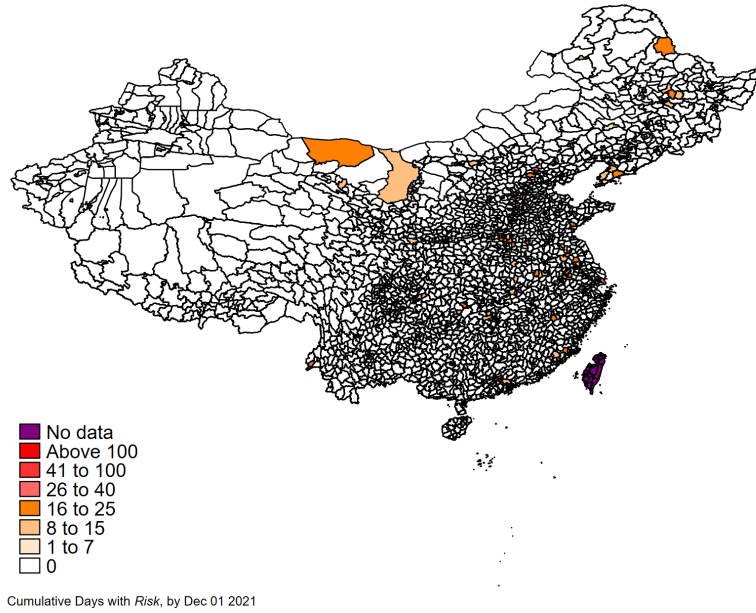 No data
Above 100
41 to 100
26 to 40
16 to 25
8 to 15
1 to 7
0
Cumulative Days with Risk, by Dec 01 2021